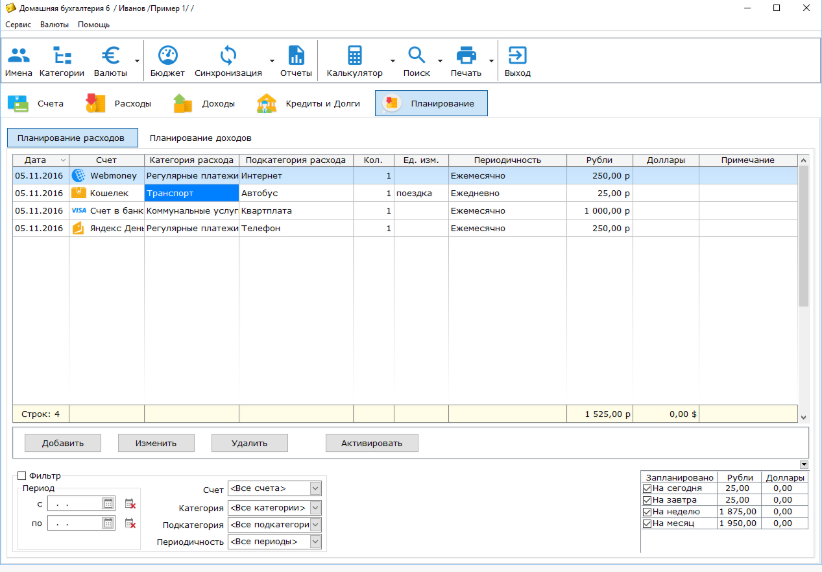 Домашняя бухгалтерия 6 / Иванов /Пример 1/ /
Сервис Валюты Помощь
Имена Категории Валюты Бюджет Синхронизация Отчеты Калькулятор Поиск Печать Выход
Счета Расходы Доходы Кредиты и Долги Планирование
Планирование расходов Планирование доходов
Дата Счет Категория расхода Подкатегория расхода Кол. Ед. изм. Периодичность Рубли Доллары Примечание
05.11.2016 Webmoney Регулярные платежи Интернет 1 Ежемесячно 250,00 р
05.11.2016 Кошелек Транспорт Автобус 1 поездка Ежедневно 25,00 р
05.11.2016 VISA Счет в банк Коммунальные услуг Квартплата 1 Ежемесячно 1 000,00 р
05.11.2016 Яндекс Ден Регулярные платежи Телефон 1 Ежемесячно 250,00 р
Строк: 4 1 525,00 р 0,00 $
Добавить Изменить Удалить Активировать
Фильтр
Период
с . .
по . .
Счет <Все счета>
Категория <Все категории>
Подкатегория <Все подкатегори
Периодичность <Все периоды>
Запланировано Рубли Доллары
На сегодня 25,00 0,00
На завтра 25,00 0,00
На неделю 1 875,00 0,00
На месяц 1 950,00 0,00